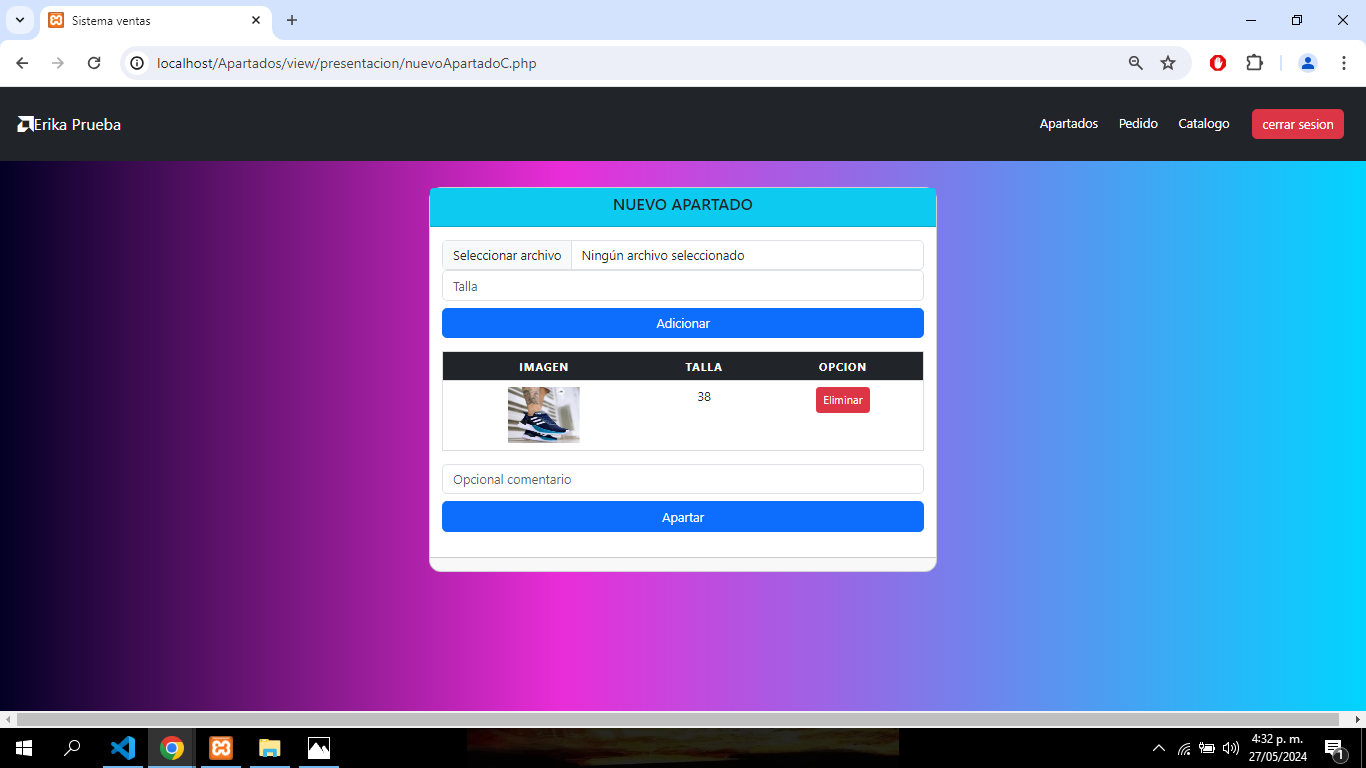 Sistema ventas
localhost/Apartados/view/presentacion/nuevoApartadoC.php
Erika Prueba
Apartados Pedido Catalogo cerrar sesion
NUEVO APARTADO
Seleccionar archivo Ningún archivo seleccionado
Talla
Adicionar
IMAGEN TALLA OPCION
38 Eliminar
Opcional comentario
Apartar
4:32 p. m.
27/05/2024
1